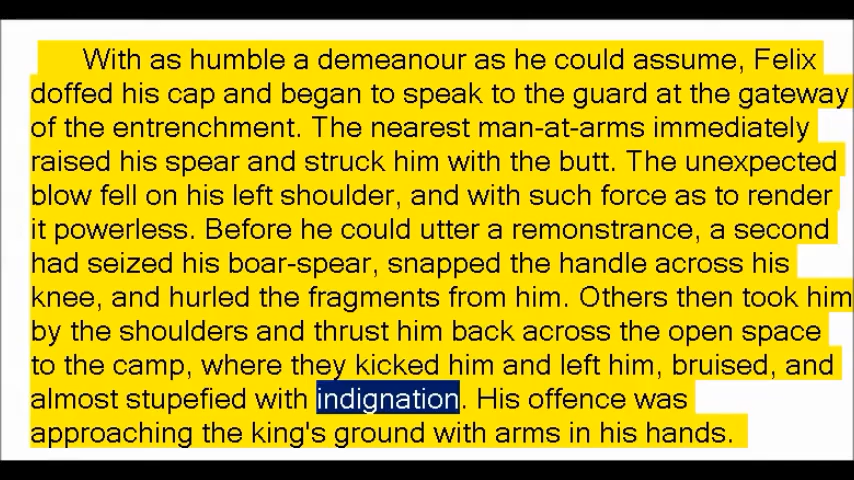 With as humble a demeanour as he could assume, Felix
doffed his cap and began to speak to the guard at the gateway
of the entrenchment. The nearest man-at-arms immediately
raised his spear and struck him with the butt. The unexpected
blow fell on his left shoulder, and with such force as to render
it powerless. Before he could utter a remonstrance, a second
had seized his boar-spear, snapped the handle across his
knee, and hurled the fragments from him. Others then took him
by the shoulders and thrust him back across the open space
to the camp, where they kicked him and left him, bruised, and
almost stupefied with indignation. His offence was
approaching the king's ground with arms in his hands.